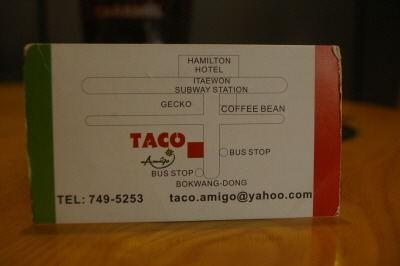 HAMILTON
HOTEL
ITAEWON
SUBWAY STATION
GECKO
COFFEE BEAN
TACO
Amigo
BUS STOP
BUS STOP
BOKWANG-DONG
TEL: 749-5253
taco.amigo@yahoo.com